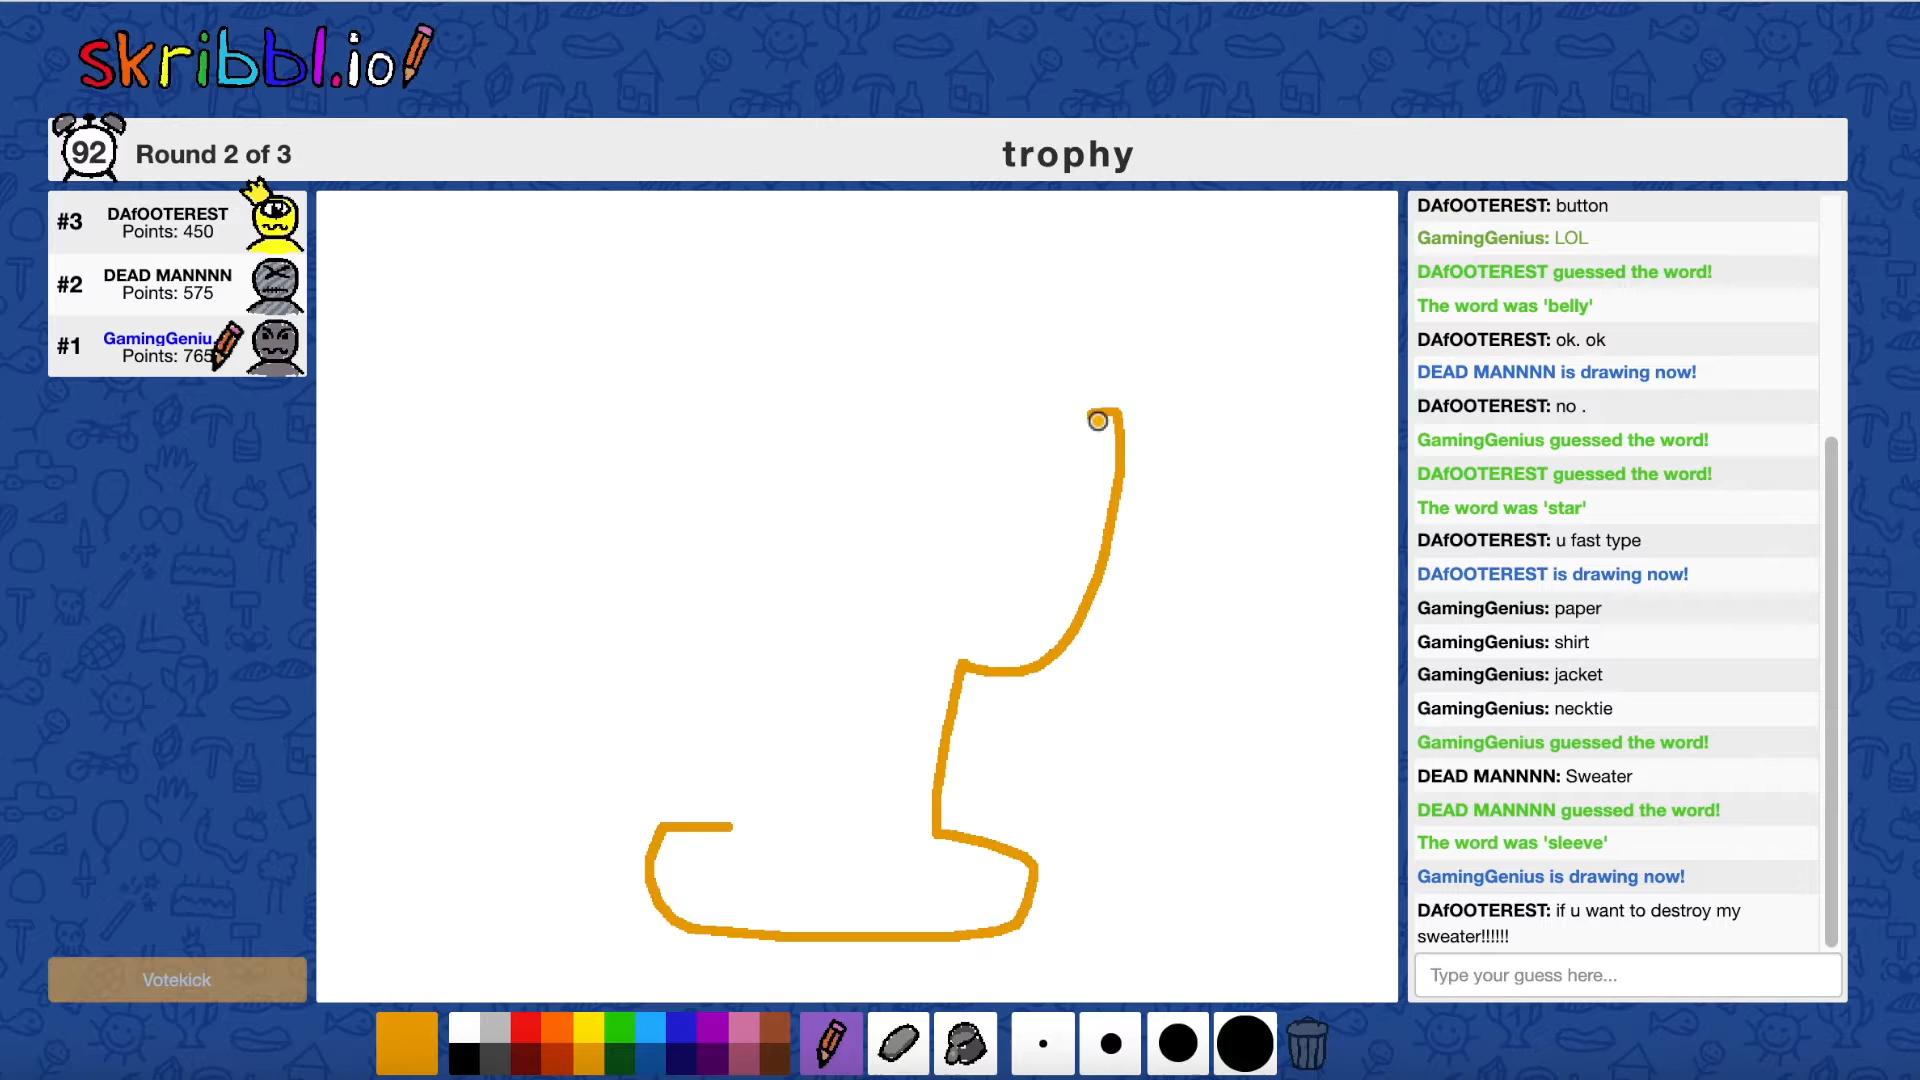 skribbl.io
92
Round 2 of 3
trophy
#3
DAfOOTEREST
Points: 450
#2
DEAD MANNNN
Points: 575
#1
GamingGeniu
Points: 765
Votekick
DAfOOTEREST: button
GamingGenius: LOL
DAfOOTEREST guessed the word!
The word was 'belly'
DAfOOTEREST: ok. ok
DEAD MANNNN is drawing now!
DAfOOTEREST: no .
GamingGenius guessed the word!
DAfOOTEREST guessed the word!
The word was 'star'
DAfOOTEREST: u fast type
DAfOOTEREST is drawing now!
GamingGenius: paper
GamingGenius: shirt
GamingGenius: jacket
GamingGenius: necktie
GamingGenius guessed the word!
DEAD MANNNN: Sweater
DEAD MANNNN guessed the word!
The word was 'sleeve'
GamingGenius is drawing now!
DAfOOTEREST: if u want to destroy my
sweater!!!!!!
Type your guess here...